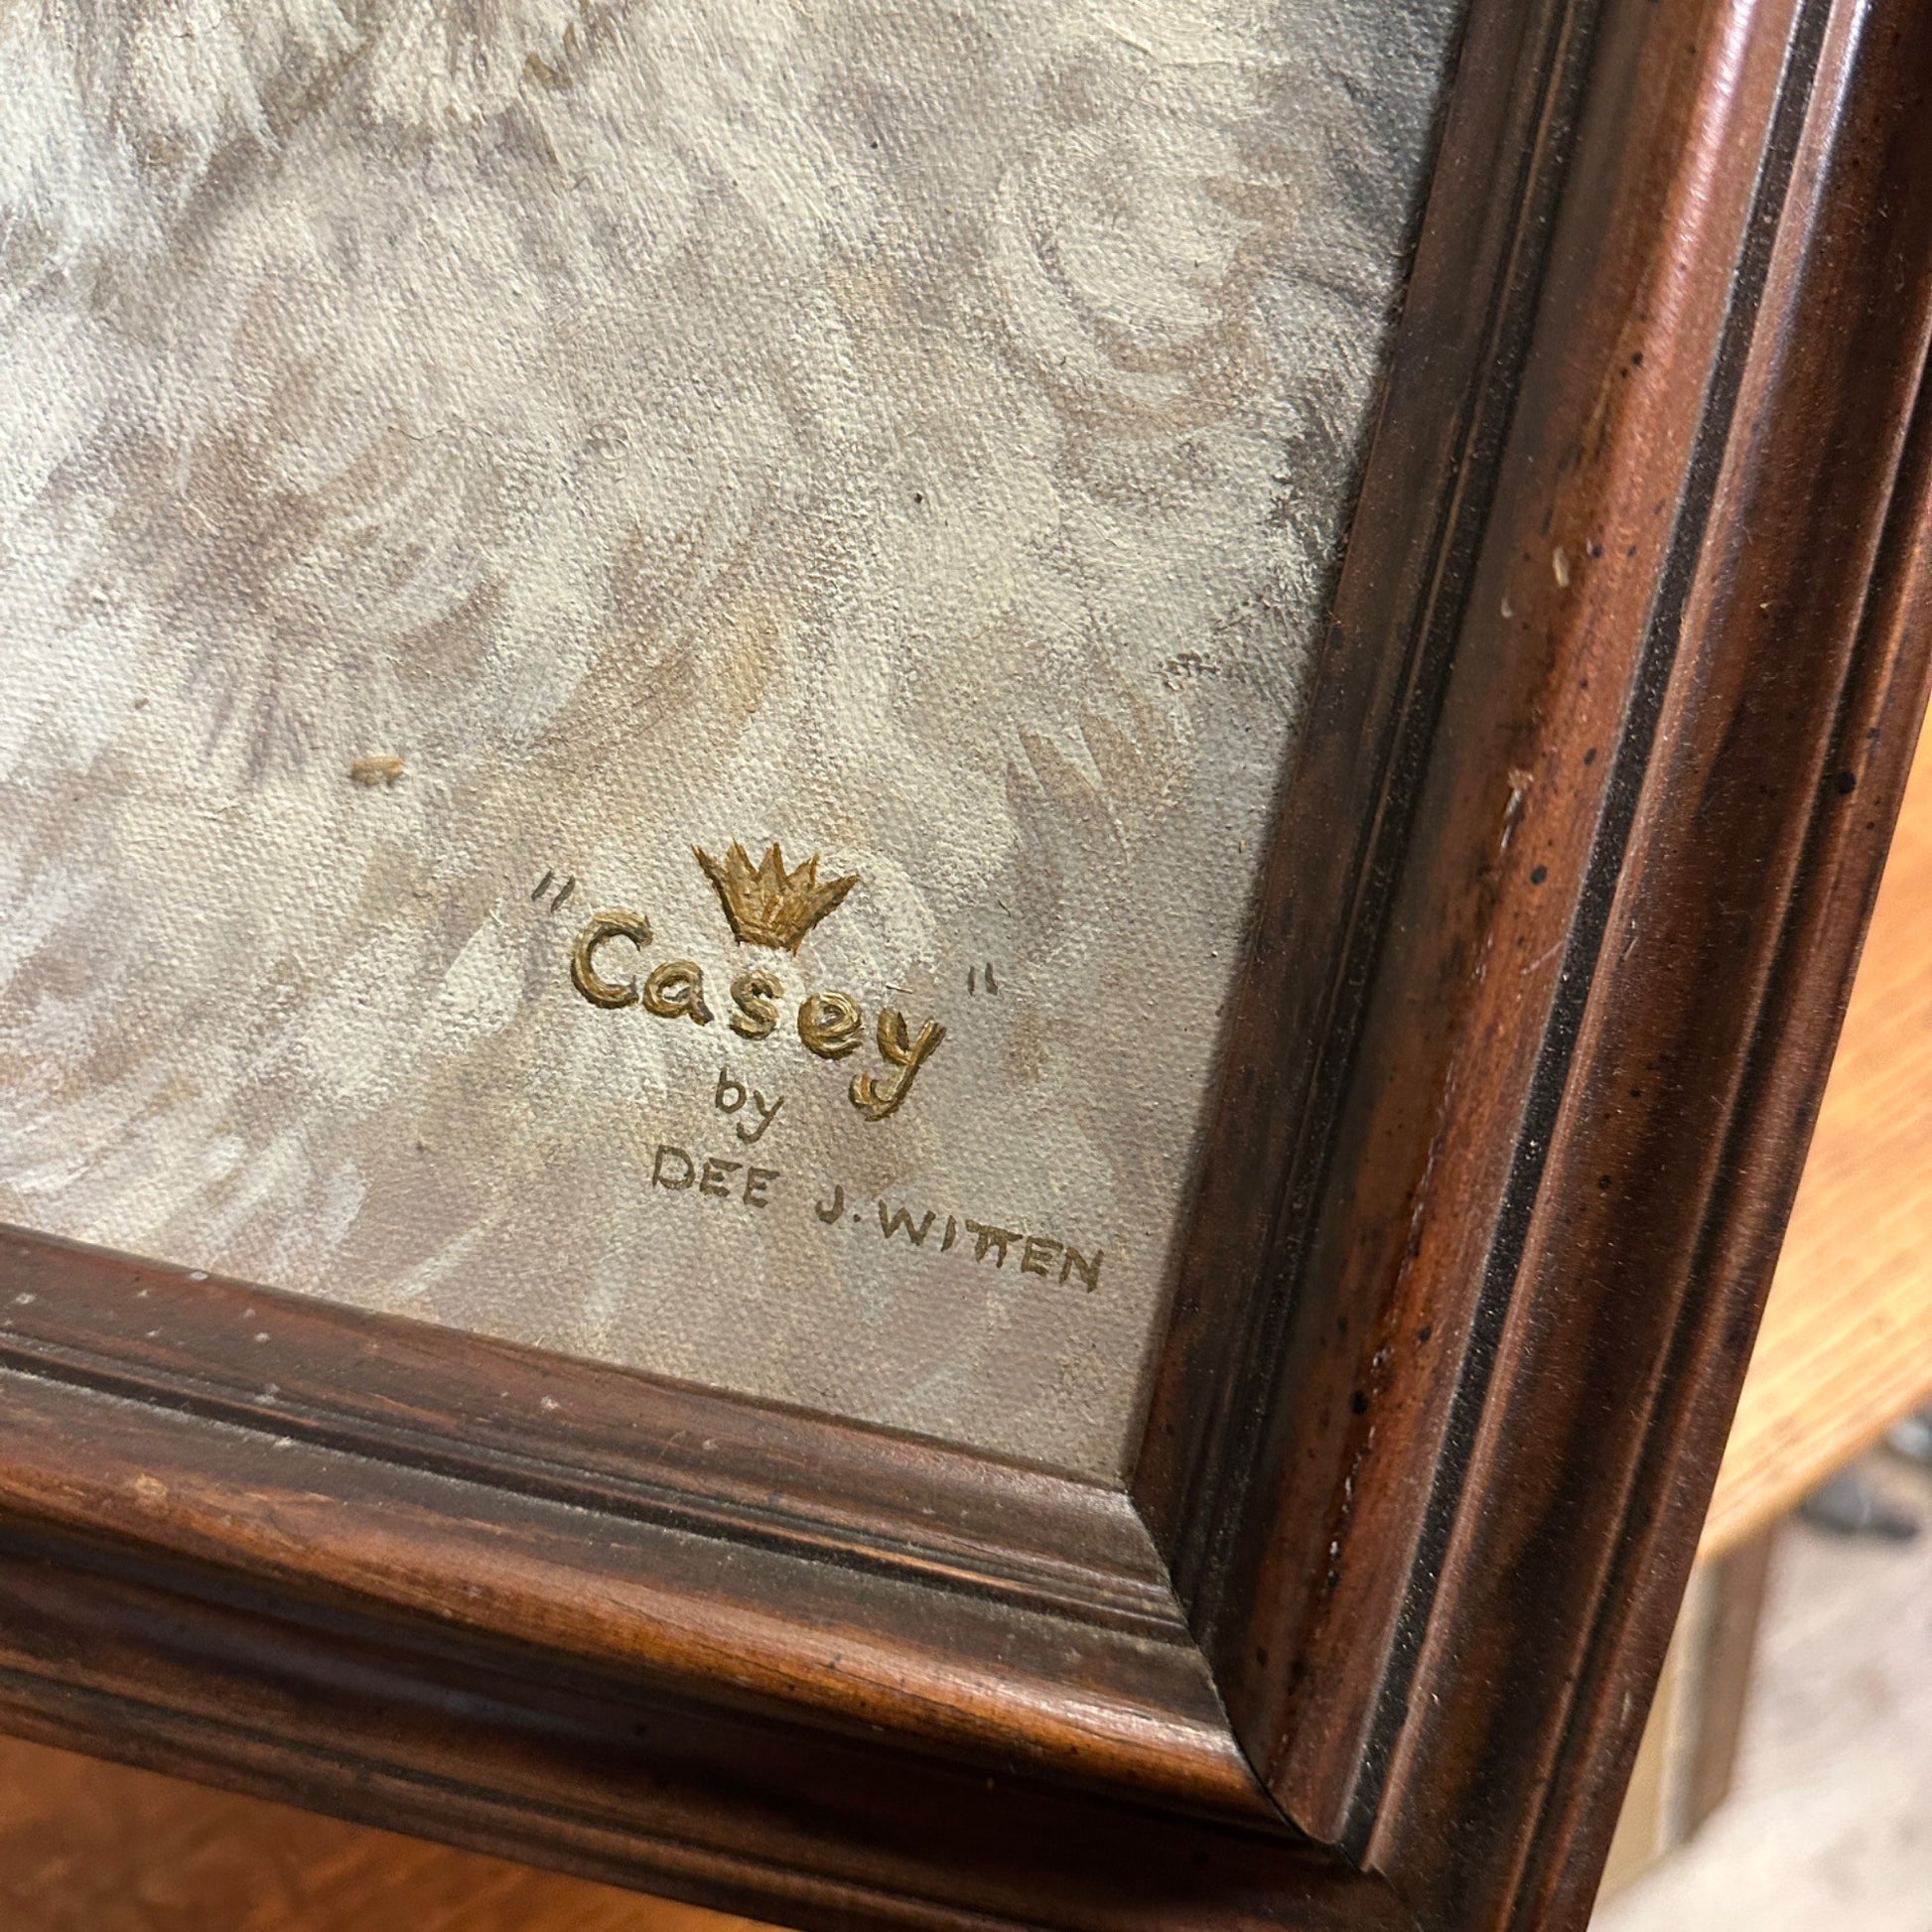 "Casey"
by
DEE J. WITTEN